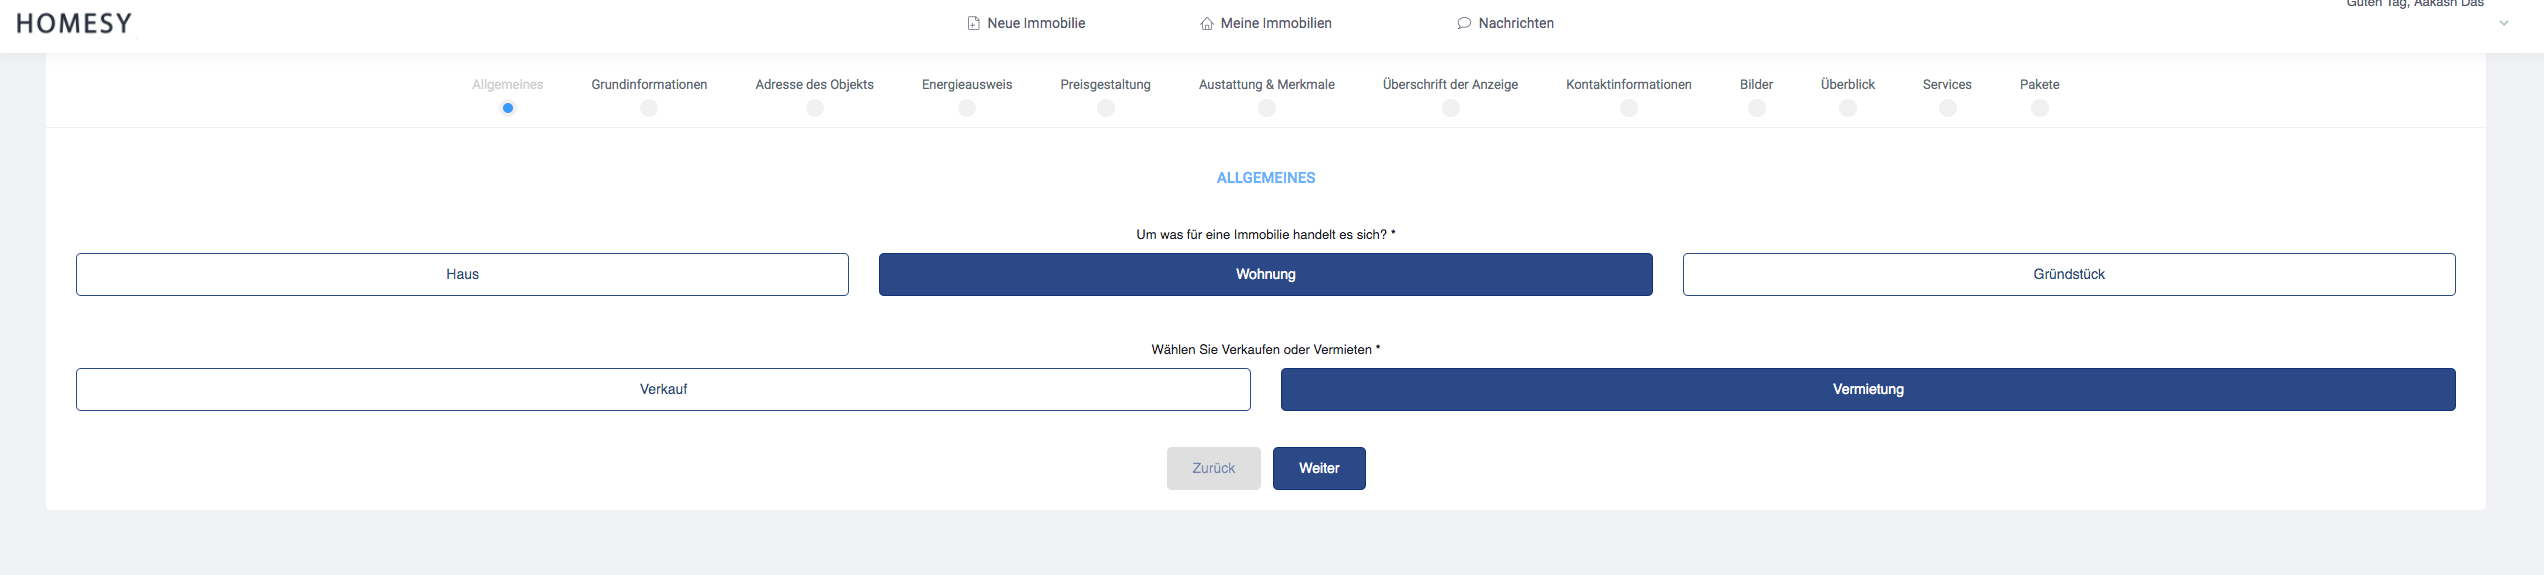 HOMESY
Neue Immobilie
Meine Immobilien
Nachrichten
Guten Tag, Aakash Das
Allgemeines
Grundinformationen
Adresse des Objekts
Energieausweis
Preisgestaltung
Austattung & Merkmale
Überschrift der Anzeige
Kontaktinformationen
Bilder
Überblick
Services
Pakete
ALLGEMEINES
Um was für eine Immobilie handelt es sich? *
Haus
Wohnung
Gründstück
Wählen Sie Verkaufen oder Vermieten *
Verkauf
Vermietung
Zurück
Weiter